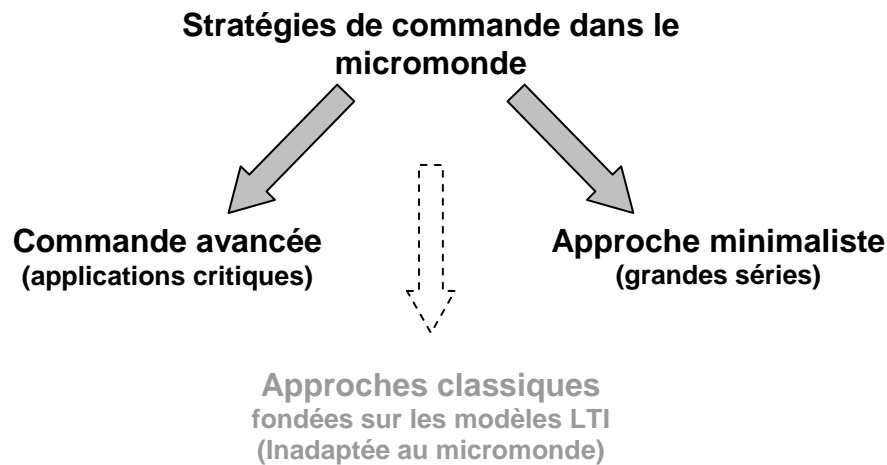 Stratégies de commande dans le
micromonde
Commande avancée
(applications critiques)
Approche minimaliste
(grandes séries)
Approches classiques
fondées sur les modèles LTI
(Inadaptée au micromonde)